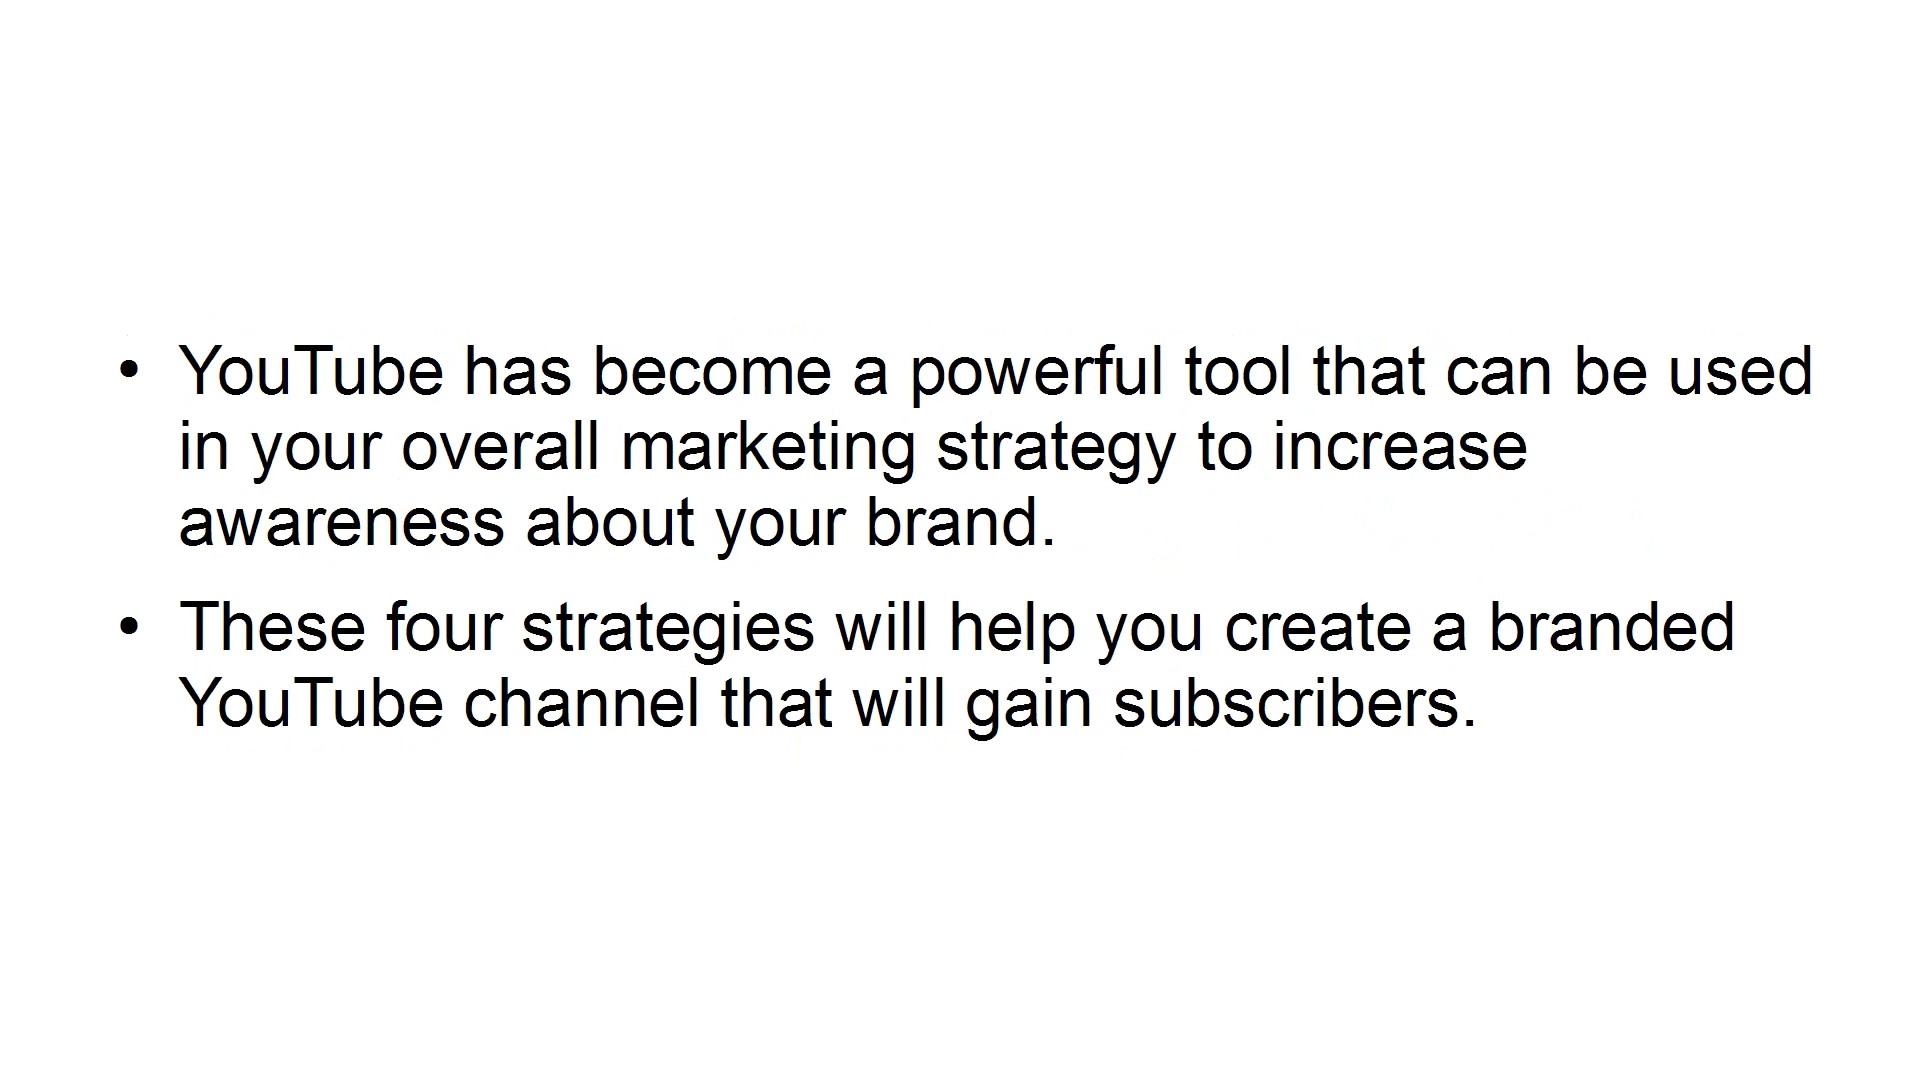 • YouTube has become a powerful tool that can be used
in your overall marketing strategy to increase
awareness about your brand.
• These four strategies will help you create a branded
YouTube channel that will gain subscribers.